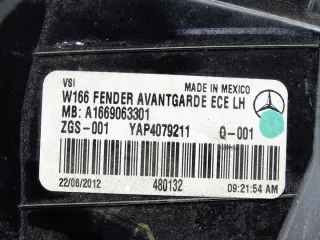 VSI MADE IN MEXICO
W166 FENDER AVANTGARDE ECE LH
MB: A1669063301
ZGS-001 YAP4079211 Q-001
22/06/2012 480132 09:21:54 AM